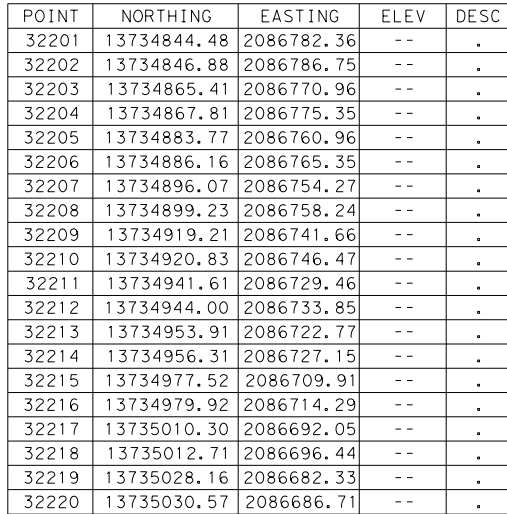 POINT NORTHING EASTING ELEV DESC
32201 13734844.48 2086782.36 -- .
32202 13734846.88 2086786.75 -- .
32203 13734865.41 2086770.96 -- .
32204 13734867.81 2086775.35 -- .
32205 13734883.77 2086760.96 -- .
32206 13734886.16 2086765.35 -- .
32207 13734896.07 2086754.27 -- .
32208 13734899.23 2086758.24 -- .
32209 13734919.21 2086741.66 -- .
32210 13734920.83 2086746.47 -- .
32211 13734941.61 2086729.46 -- .
32212 13734944.00 2086733.85 -- .
32213 13734953.91 2086722.77 -- .
32214 13734956.31 2086727.15 -- .
32215 13734977.52 2086709.91 -- .
32216 13734979.92 2086714.29 -- .
32217 13735010.30 2086692.05 -- .
32218 13735012.71 2086696.44 -- .
32219 13735028.16 2086682.33 -- .
32220 13735030.57 2086686.71 -- .